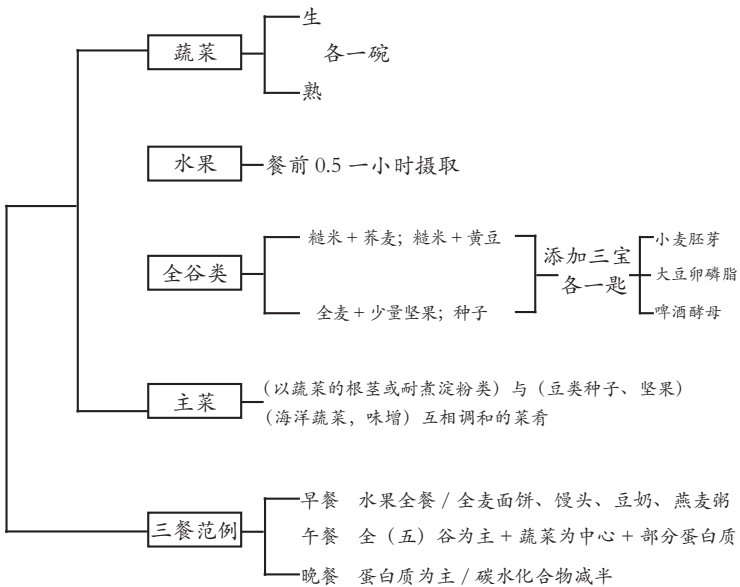 蔬菜
生
各一碗
熟
水果
餐前 0.5 一小时摄取
全谷类
糙米 + 荞麦; 糙米 + 黄豆
全麦 + 少量坚果; 种子
添加三宝
各一匙
小麦胚芽
大豆卵磷脂
啤酒酵母
主菜
(以蔬菜的根茎或耐煮淀粉类) 与 (豆类种子、坚果)
(海洋蔬菜, 味增) 互相调和的菜肴
三餐范例
早餐 水果全餐 / 全麦面饼、馒头、豆奶、燕麦粥
午餐 全 (五) 谷为主 + 蔬菜为中心 + 部分蛋白质
晚餐 蛋白质为主 / 碳水化合物减半